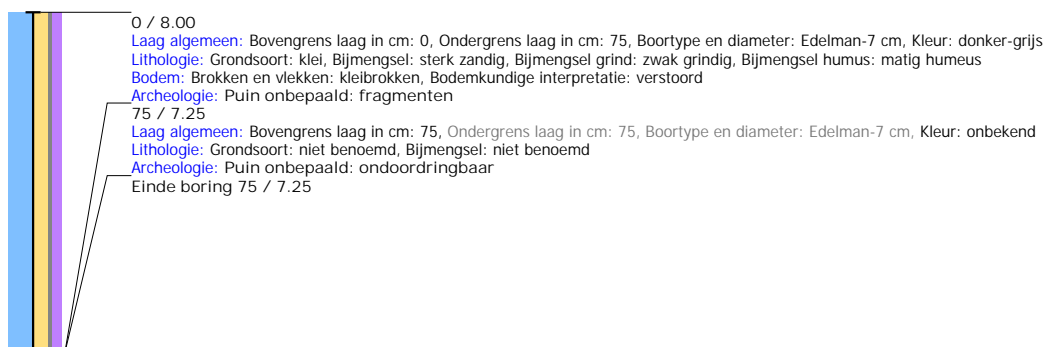 0 / 8.00
Laag algemeen: Bovengrens laag in cm: 0, Ondergrens laag in cm: 75, Boortype en diameter: Edelman-7 cm, Kleur: donker-grijs
Lithologie: Grondsoort: klei, Bijmengsel: sterk zandig, Bijmengsel grind: zwak grindig, Bijmengsel humus: matig humeus
Bodem: Brokken en vlekken: kleibrokken, Bodemkundige interpretatie: verstoord
Archeologie: Puin onbepaald: fragmenten
75 / 7.25
Laag algemeen: Bovengrens laag in cm: 75, Ondergrens laag in cm: 75, Boortype en diameter: Edelman-7 cm, Kleur: onbekend
Lithologie: Grondsoort: niet benoemd, Bijmengsel: niet benoemd
Archeologie: Puin onbepaald: ondoordringbaar
Einde boring 75 / 7.25